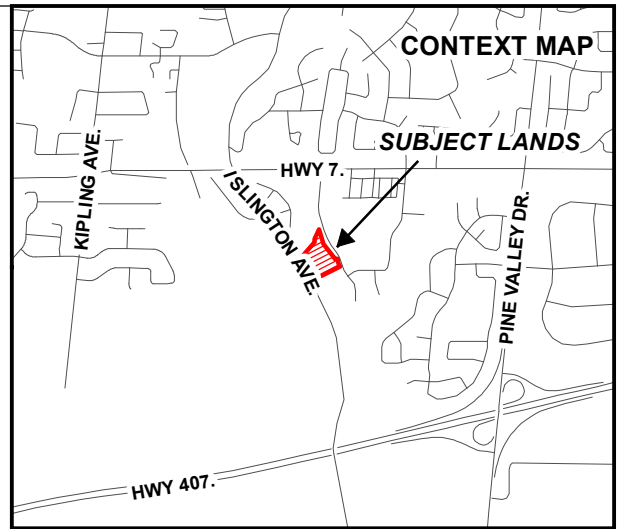 CONTEXT MAP
SUBJECT LANDS
HWY 7.
KIPLING AVE.
ISLINGTON AVE.
PINE VALLEY DR.
HWY 407.